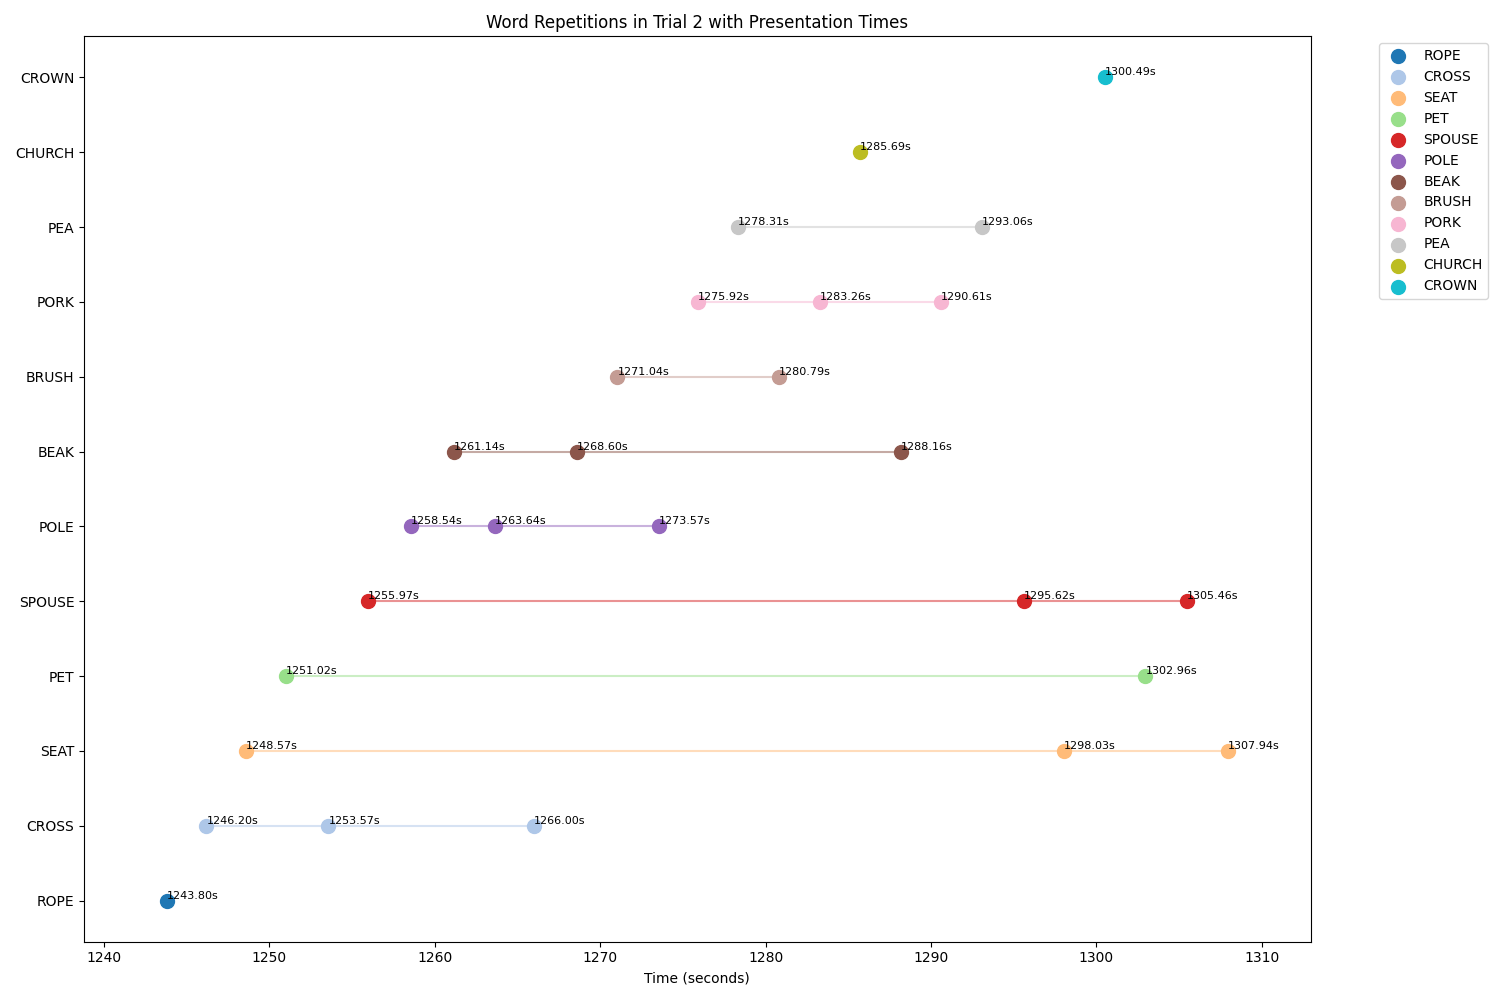 Word Repetitions in Trial 2 with Presentation Times
CROWN
1300.49s
CHURCH
1285.69s
PEA
1278.31s
1293.06s
PORK
1275.92s
1283.26s
1290.61s
BRUSH
1271.04s
1280.79s
BEAK
1261.14s
1268.60s
1288.16s
POLE
1258.54s
1263.64s
1273.57s
SPOUSE
1255.97s
1295.62s
1305.46s
PET
1251.02s
1302.96s
SEAT
1248.57s
1298.03s
1307.94s
CROSS
1246.20s
1253.57s
1266.00s
ROPE
1243.80s
1240
1250
1260
1270
1280
1290
1300
1310
Time (seconds)
ROPE
CROSS
SEAT
PET
SPOUSE
POLE
BEAK
BRUSH
PORK
PEA
CHURCH
CROWN